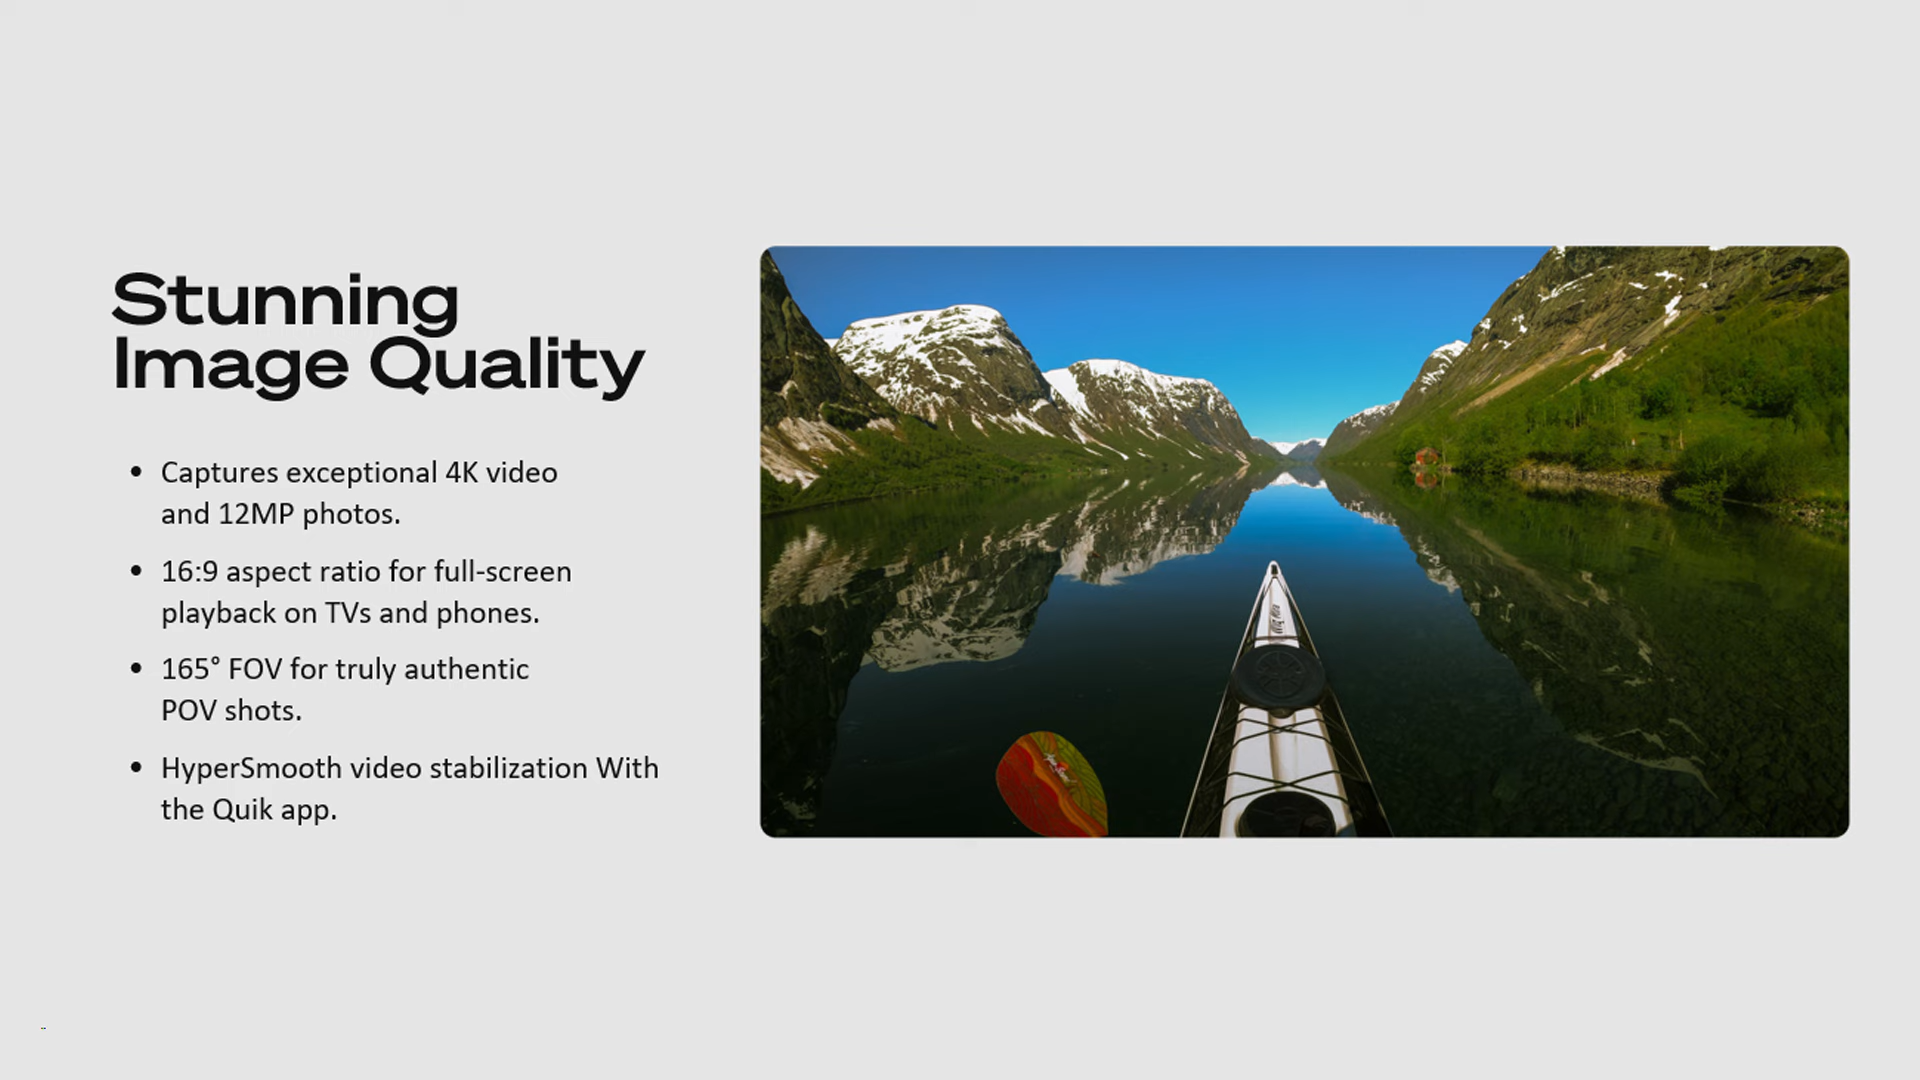 Stunning
Image Quality
• Captures exceptional 4K video
and 12MP photos.
• 16:9 aspect ratio for full-screen
playback on TVs and phones.
• 165° FOV for truly authentic
POV shots.
• HyperSmooth video stabilization With
the Quik app.